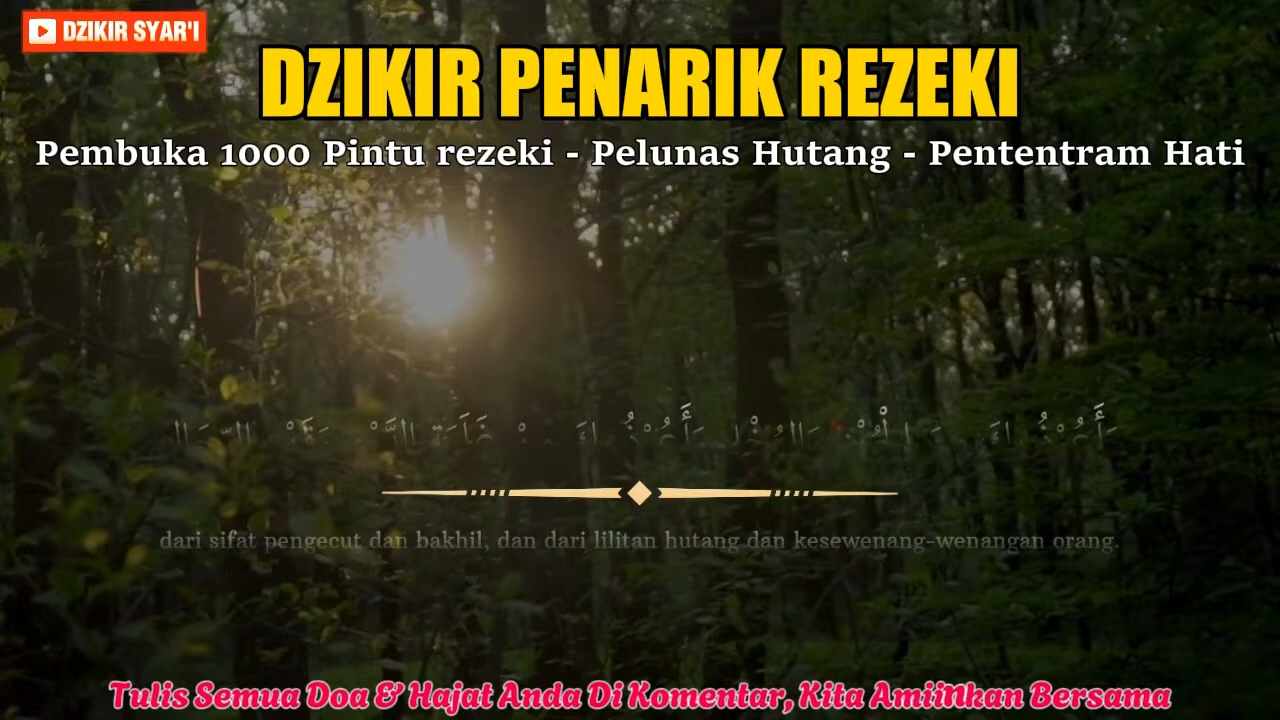 DZIKIR SYAR'I
DZIKIR PENARIK REZEKI
Pembuka 1000 Pintu rezeki - Pelunas Hutang - Pententram Hati
dari sifat pengecut dan bakhil, dan dari lilitan hutang dan kesewenang-wenangan orang.
Tulis Semua Doa & Hajat Anda Di Komentar, Kita Amiinkan Bersama